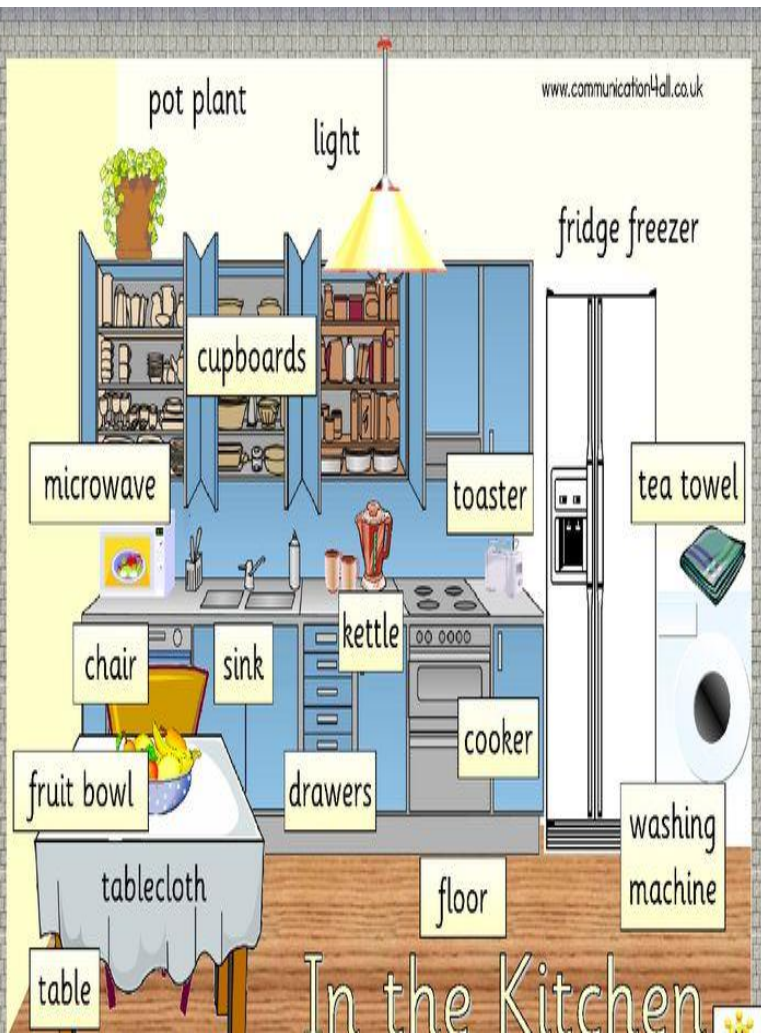 www.communication4all.co.uk
pot plant
light
fridge freezer
cupboards
microwave
toaster
tea towel
kettle
chair
sink
cooker
fruit bowl
drawers
washing
machine
tablecloth
floor
table
In the Kitchen